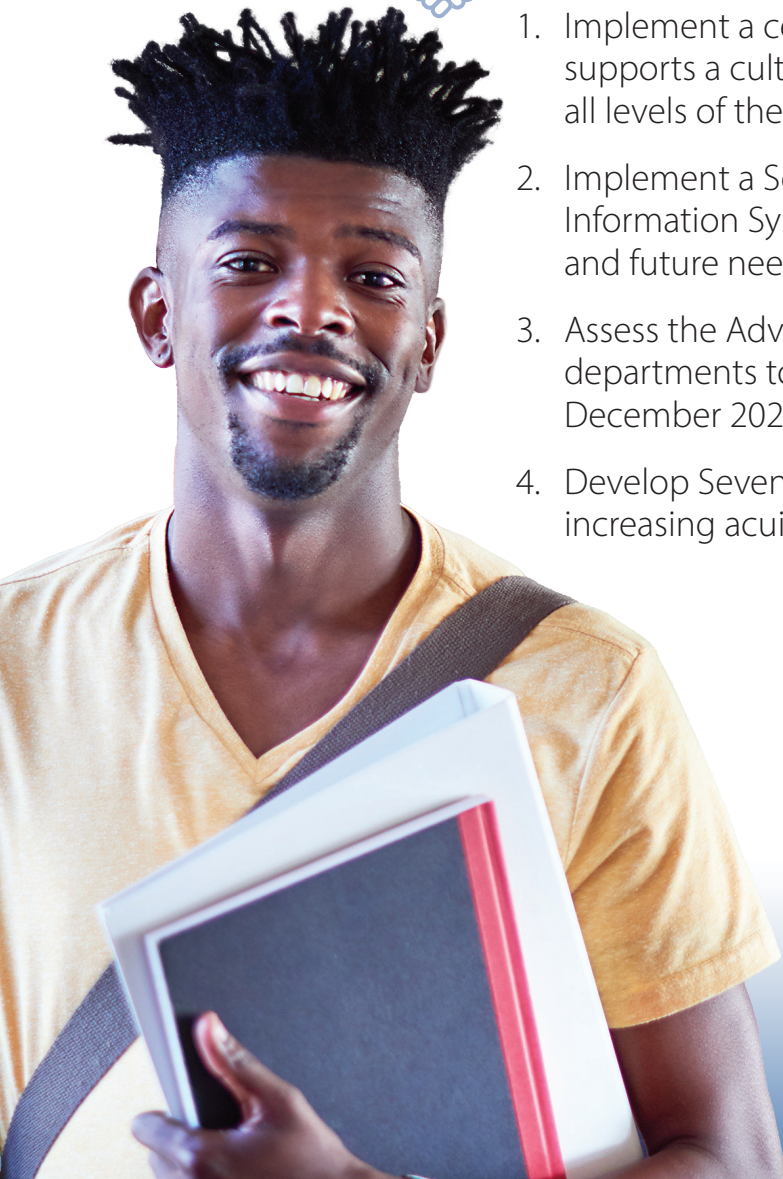 1. Implement a c
supports a cult
all levels of the
2. Implement a S
Information Sy
and future nee
3. Assess the Adv
departments to
December 202
4. Develop Seven
increasing acui